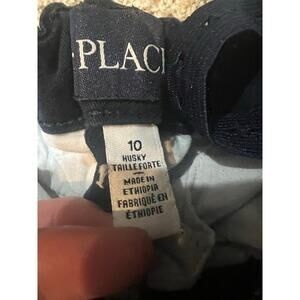 PLACE
10
HUSKY
TAILLE FORTE
MADE IN
ETHIOPIA
FABRIQUÉ EN
ÉTHIOPIE